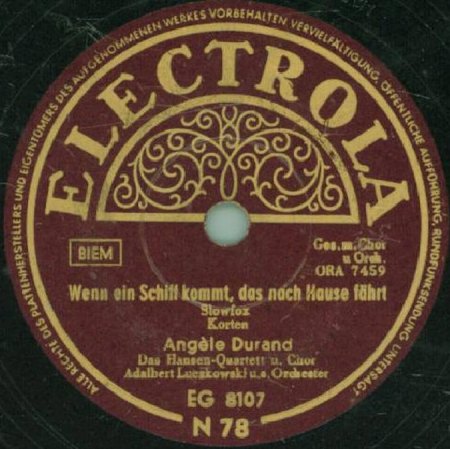 ALLE RECHTE DES PLATTENHERSTELLERS UND EIGENTÜMERS DES AUFGENOMMENEN WERKES VORBEHALTEN. VERVIELFÄLTIGUNG, ÖFFENTLICHE AUFFÜHRUNG, RUNDFUNKSENDUNG UNTERSAGT
ELECTROLA
BIEM
Ges. m. Chor
u Orch.
ORA 7459
Wenn ein Schiff kommt, das nach Hause fährt
Slowfox
Korten
Angèle Durand
Das Hansen-Quartett u. Chor
Adalbert Luczkowski u.s. Orchester
EG 8107
N 78